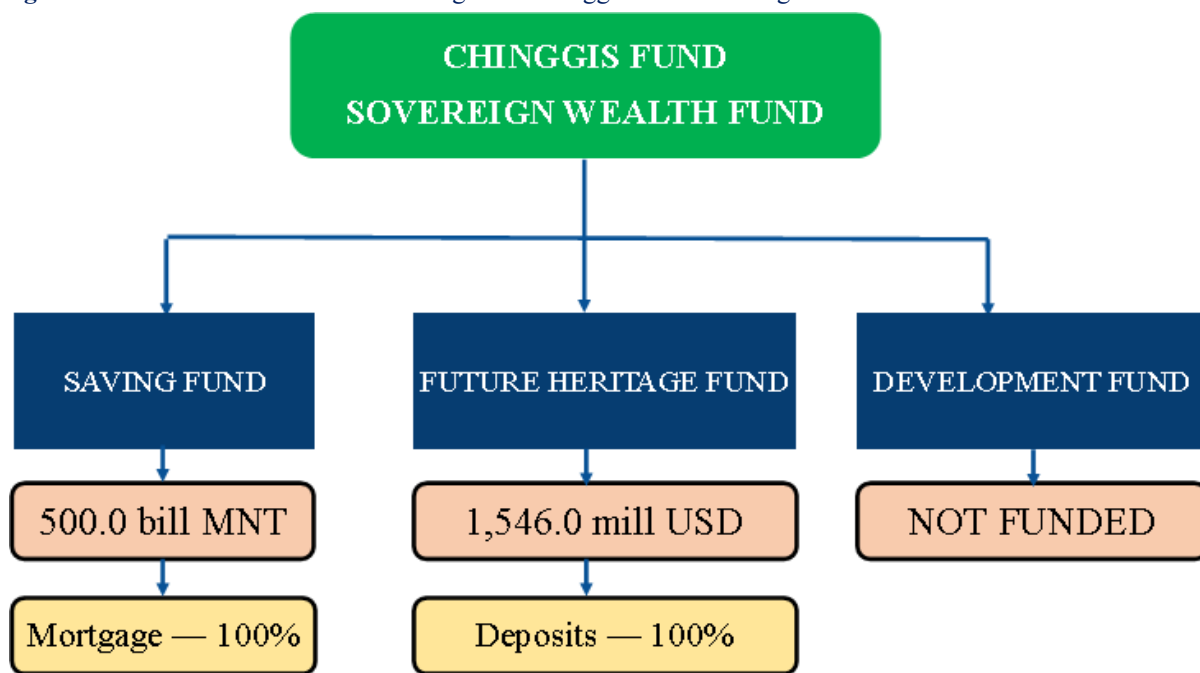 CHINGGIS FUND
SOVEREIGN WEALTH FUND
SAVING FUND
FUTURE HERITAGE FUND
DEVELOPMENT FUND
500.0 bill MNT
1,546.0 mill USD
NOT FUNDED
Mortgage — 100%
Deposits — 100%